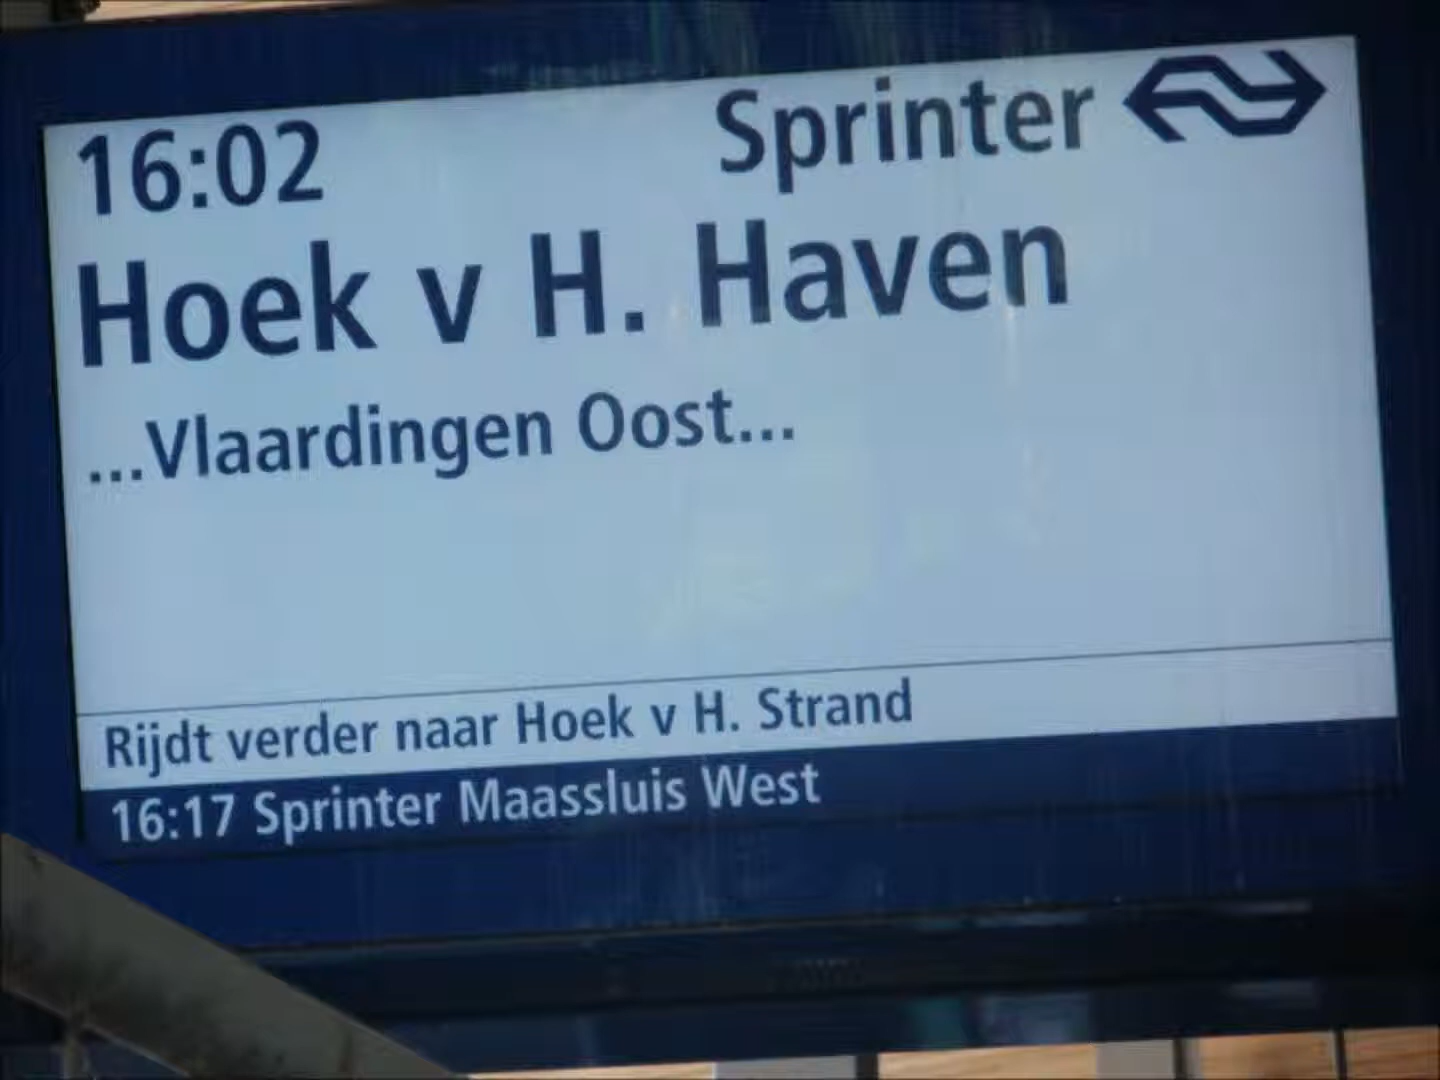 16:02 Sprinter
Hoek v H. Haven
...Vlaardingen Oost...
Rijdt verder naar Hoek v H. Strand
16:17 Sprinter Maassluis West